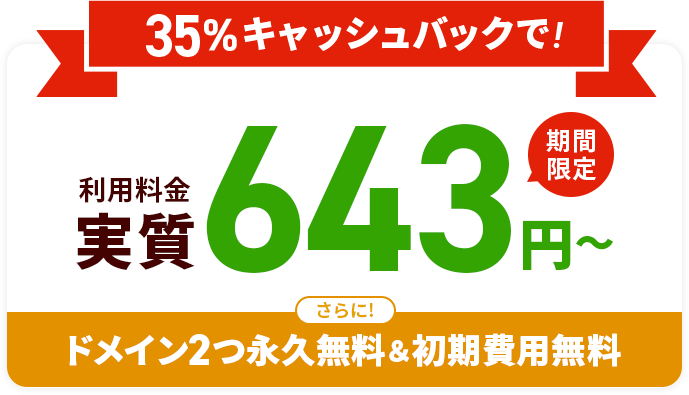 35%キャッシュバックで!
期間
限定
利用料金
実質643円～
さらに!
ドメイン2つ永久無料&初期費用無料